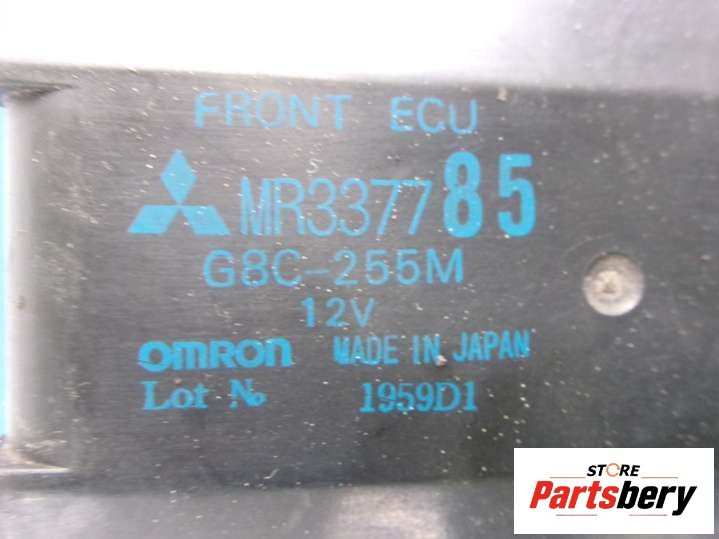 FRONT ECU
MR337785
G8C-255M
12V
OMRON MADE IN JAPAN
Lot No 1959D1
STORE
Partsbery